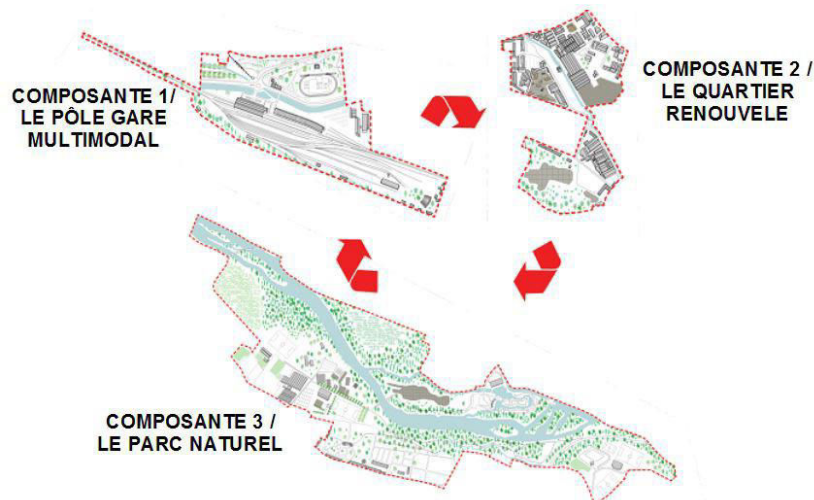 COMPOSANTE 1/
LE PÔLE GARE
MULTIMODAL
COMPOSANTE 2 /
LE QUARTIER
RENOUVELE
COMPOSANTE 3 /
LE PARC NATUREL